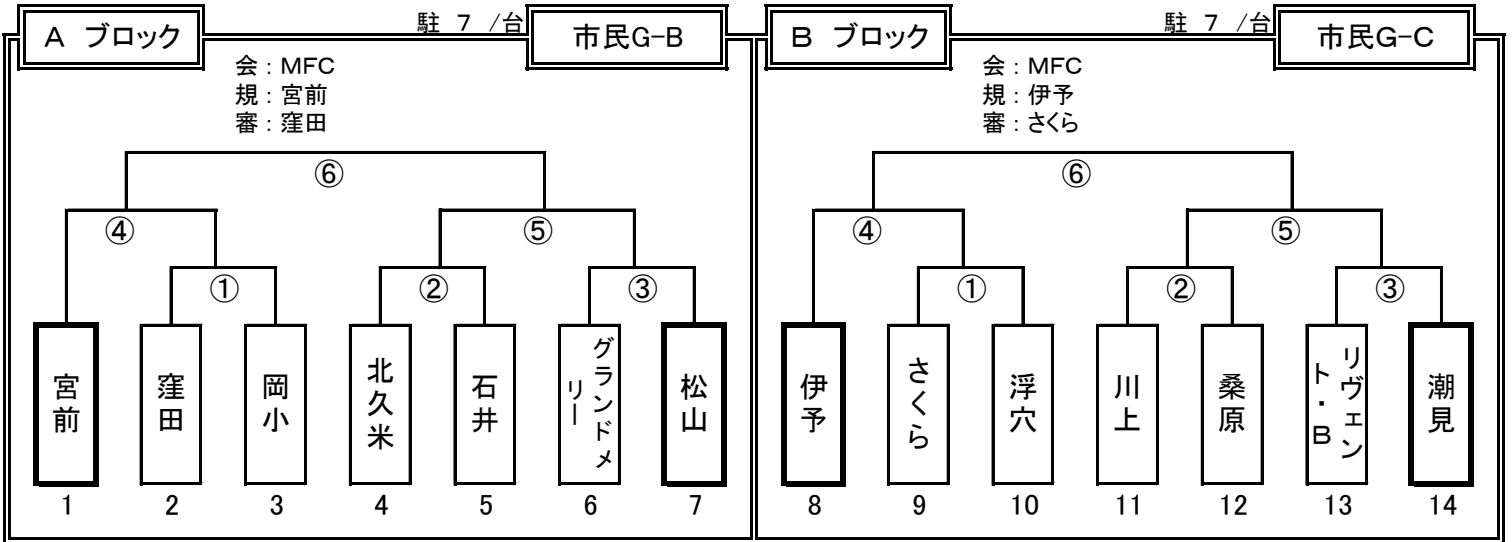 A ブロック
駐 7 /台
市民G-B
会：MFC
規：宮前
審：窪田
⑥
④
⑤
①
②
③
宮前
窪田
岡小
北久米
石井
グランドメ
リー
松山
1 2 3 4 5 6 7
B ブロック
駐 7 /台
市民G-C
会：MFC
規：伊予
審：さくら
⑥
④
⑤
①
②
③
伊予
さくら
浮穴
川上
桑原
リヴェン
ト・B
潮見
8 9 10 11 12 13 14